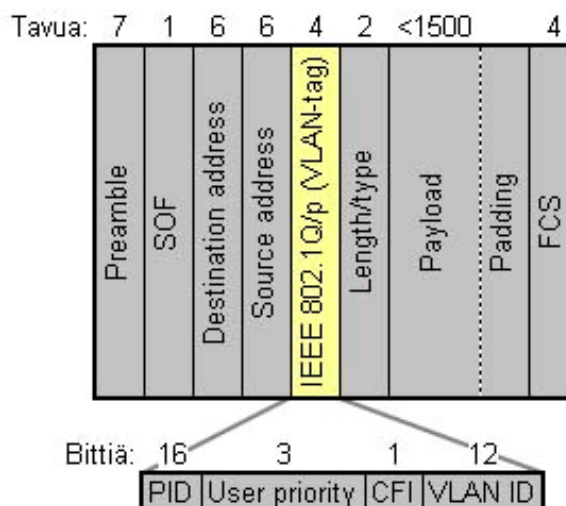 Tavua: 7 1 6 6 4 2 <1500 4
Preamble
SOF
Destination address
Source address
IEEE 802.1Q/p (VLAN-tag)
Length/type
Payload
Padding
FCS
Bittiä: 16 3 1 12
PID User priority CFI VLAN ID